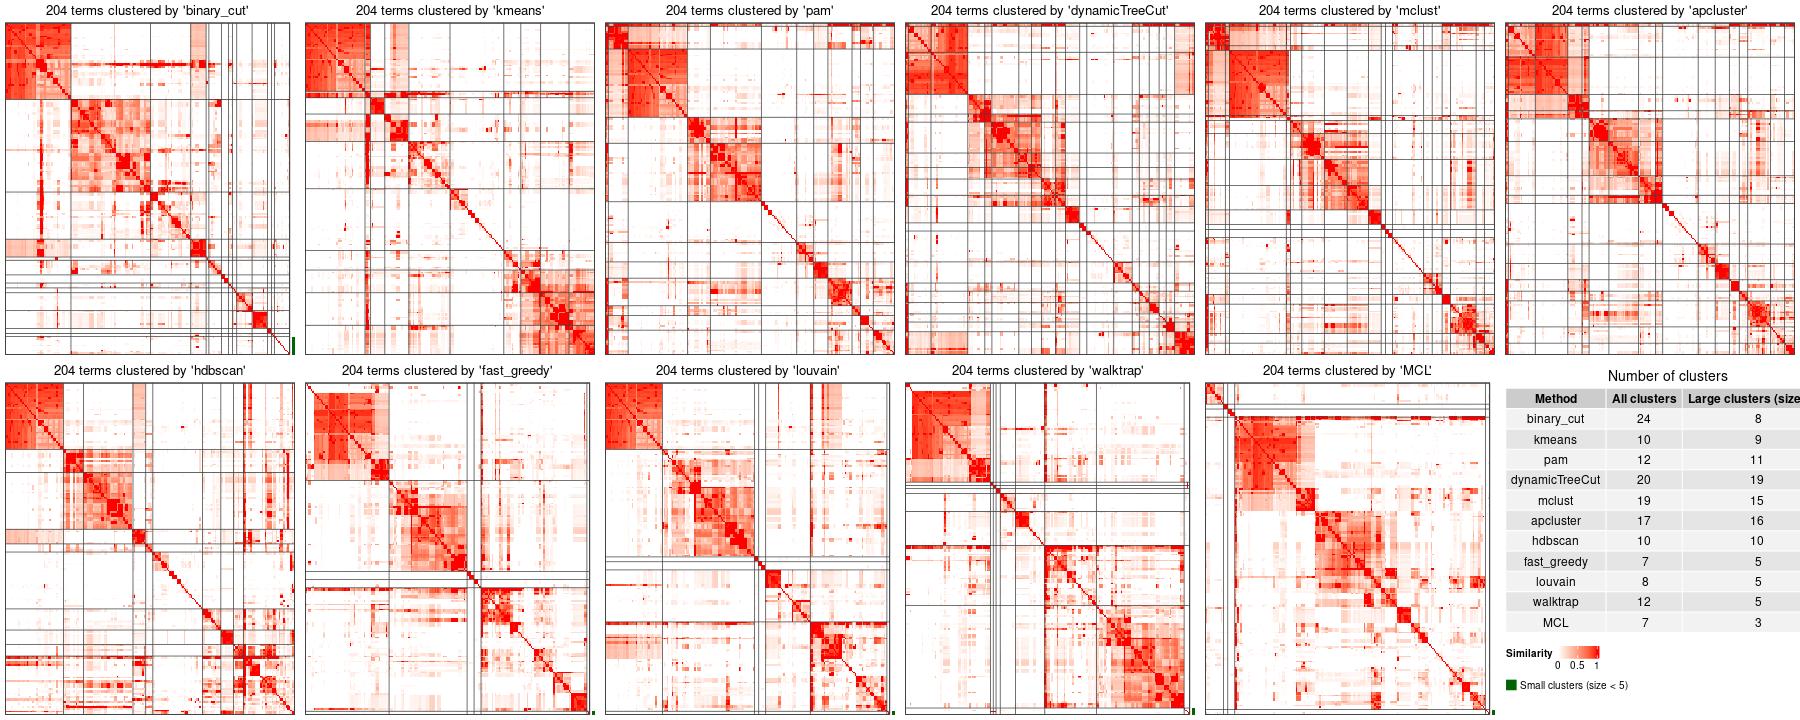 204 terms clustered by 'binary_cut'
204 terms clustered by 'kmeans'
204 terms clustered by 'pam'
204 terms clustered by 'dynamicTreeCut'
204 terms clustered by 'mclust'
204 terms clustered by 'apcluster'
204 terms clustered by 'hdbscan'
204 terms clustered by 'fast_greedy'
204 terms clustered by 'louvain'
204 terms clustered by 'walktrap'
204 terms clustered by 'MCL'
Number of clusters
Method All clusters Large clusters (size
binary_cut 24 8
kmeans 10 9
pam 12 11
dynamicTreeCut 20 19
mclust 19 15
apcluster 17 16
hdbscan 10 10
fast_greedy 7 5
louvain 8 5
walktrap 12 5
MCL 7 3
Similarity
0 0.5 1
Small clusters (size < 5)